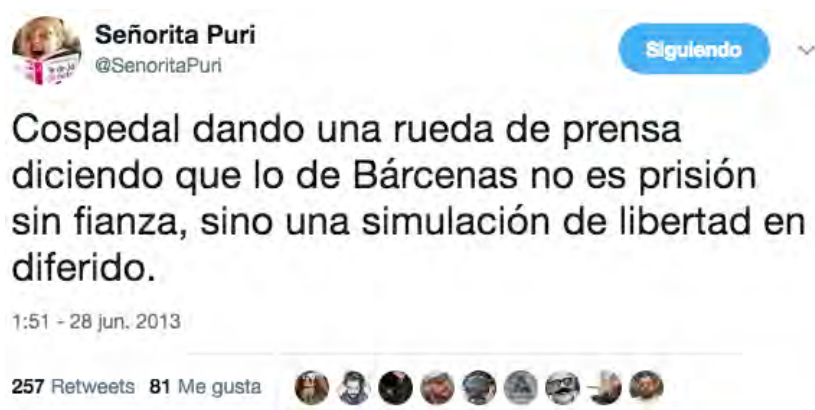 Señorita Puri
@SenoritaPuri
Siguiendo
Cospedal dando una rueda de prensa
diciendo que lo de Bárcenas no es prisión
sin fianza, sino una simulación de libertad en
diferido.
1:51 - 28 jun. 2013
257 Retweets 81 Me gusta